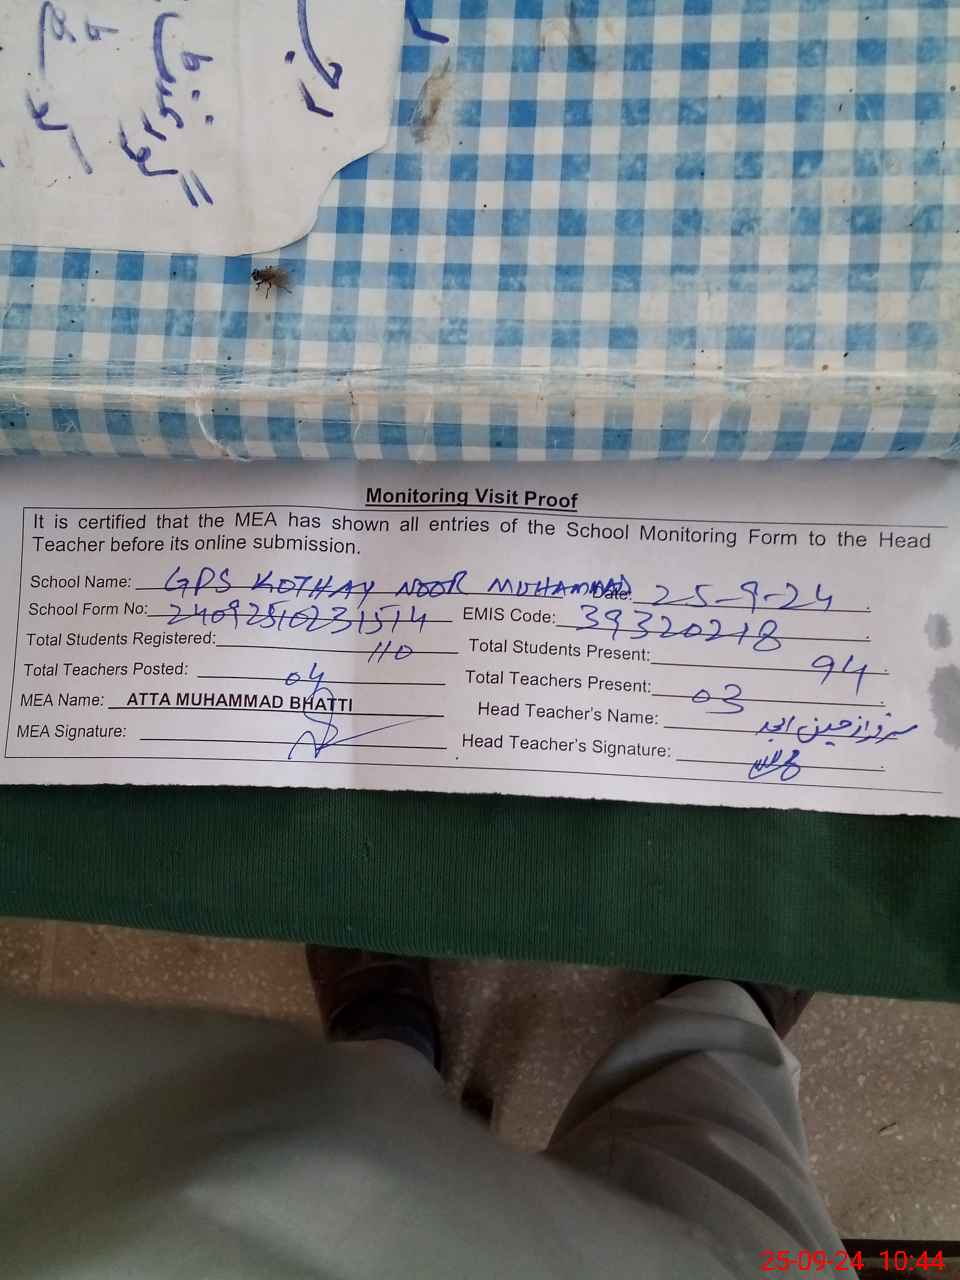 Monitoring Visit Proof
It is certified that the MEA has shown all entries of the School Monitoring Form to the Head
Teacher before its online submission.
School Name: GPS KOTHAY NOOR MUHAMMAD Date: 25-9-24
School Form No: 24092510231514 EMIS Code: 39320218
Total Students Registered: 110 Total Students Present: 94
Total Teachers Posted: 04 Total Teachers Present: 03
MEA Name: ATTA MUHAMMAD BHATTI Head Teacher's Name: سرفراز حسین
MEA Signature: Head Teacher's Signature:
25-09-24 10:44